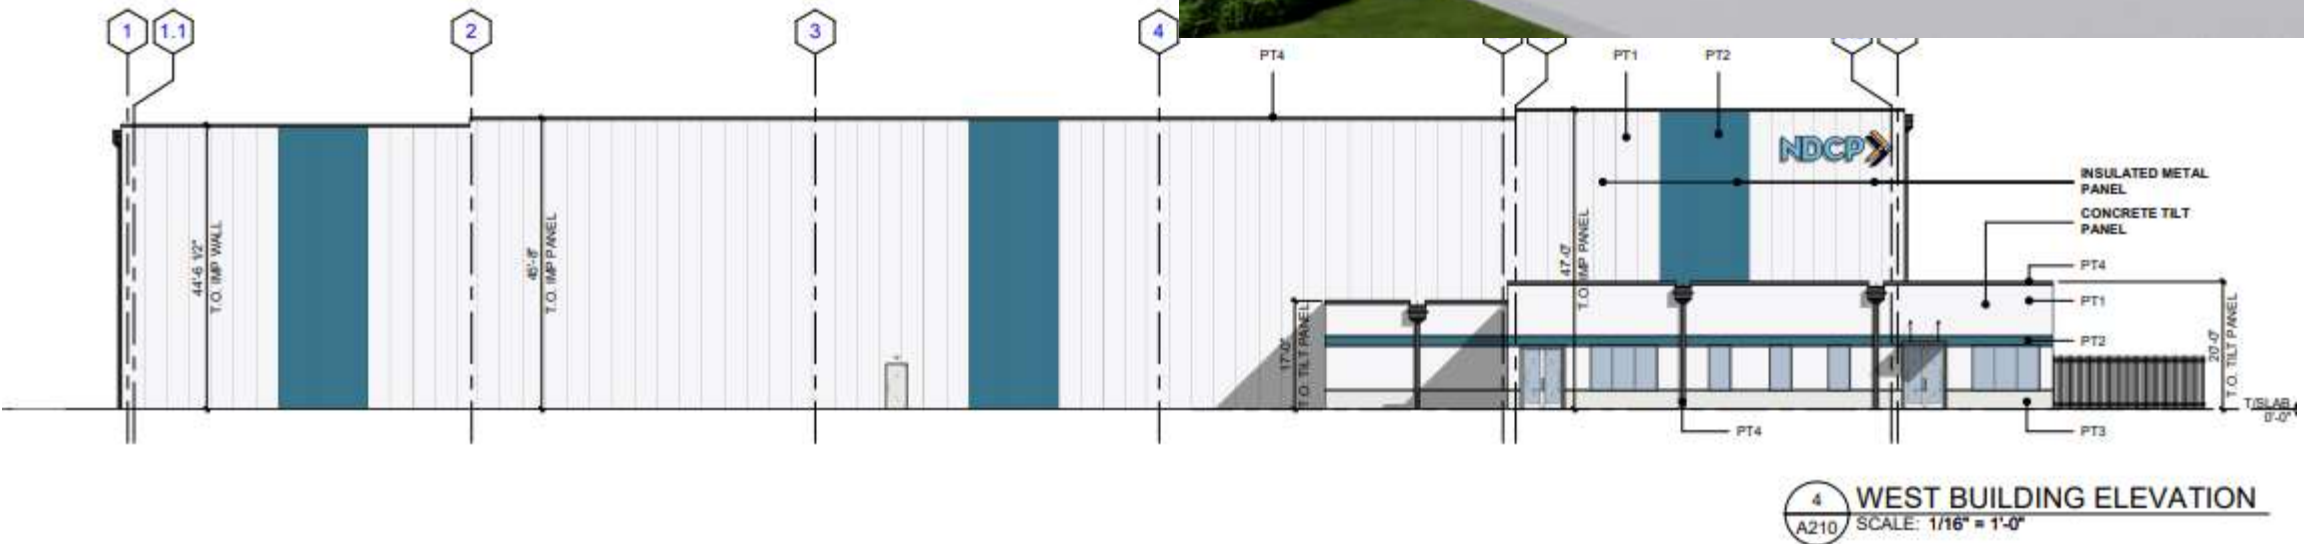 1
1.1
2
3
4
PT4
PT1
PT2
NDCP
INSULATED METAL
PANEL
CONCRETE TILT
PANEL
PT4
PT1
PT2
PT3
PT4
44'-6 1/2"
T.O. IMP WALL
45'-8"
T.O. IMP PANEL
17'-0"
T.O. TILT PANEL
47'-0"
T.O. IMP PANEL
20'-0"
T.O. TILT PANEL
T/SLAB
0'-0"
4
A210
WEST BUILDING ELEVATION
SCALE: 1/16" = 1'-0"